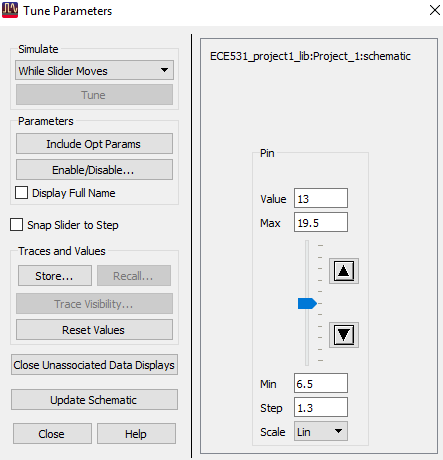 Tune Parameters
Simulate
While Slider Moves
Tune
Parameters
Include Opt Params
Enable/Disable...
Display Full Name
Snap Slider to Step
Traces and Values
Store...
Recall...
Trace Visibility...
Reset Values
Close Unassociated Data Displays
Update Schematic
Close
Help
ECE531_project1_lib:Project_1:schematic
Pin
Value 13
Max 19.5
Min 6.5
Step 1.3
Scale Lin